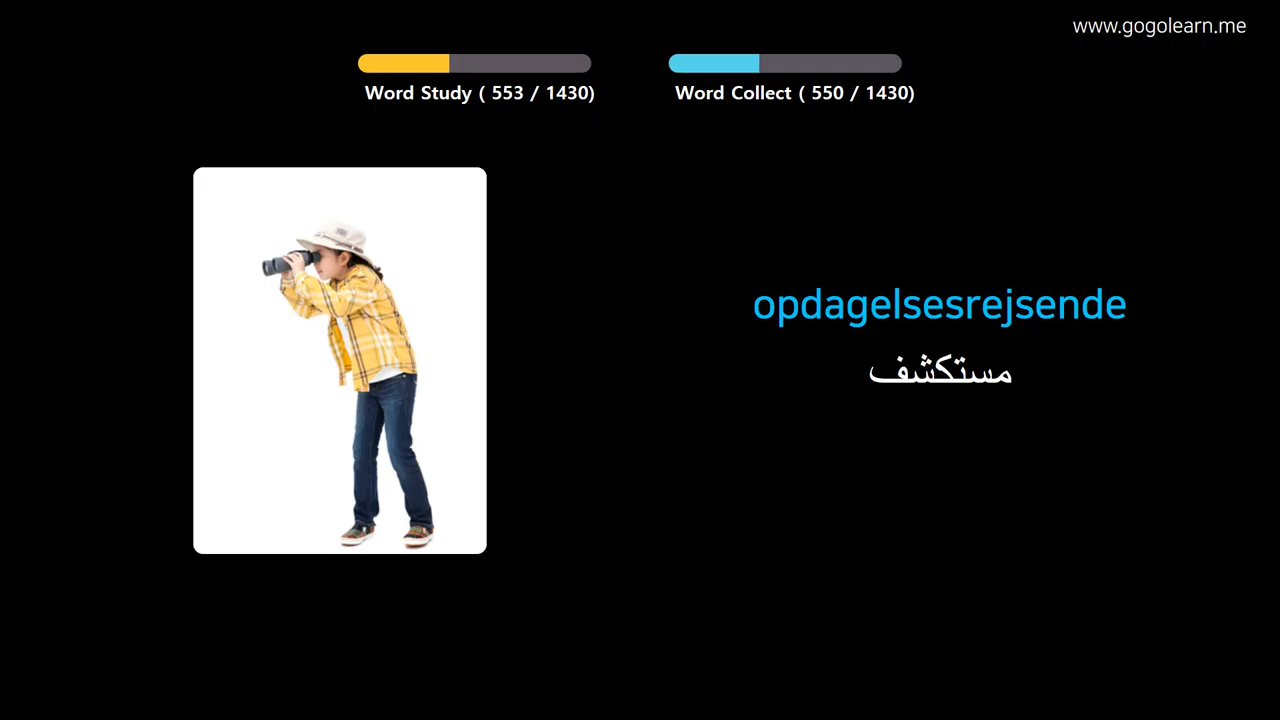 www.gogolearn.me
Word Study ( 553 / 1430)
Word Collect ( 550 / 1430)
opdagelsesrejsende
مستكشف